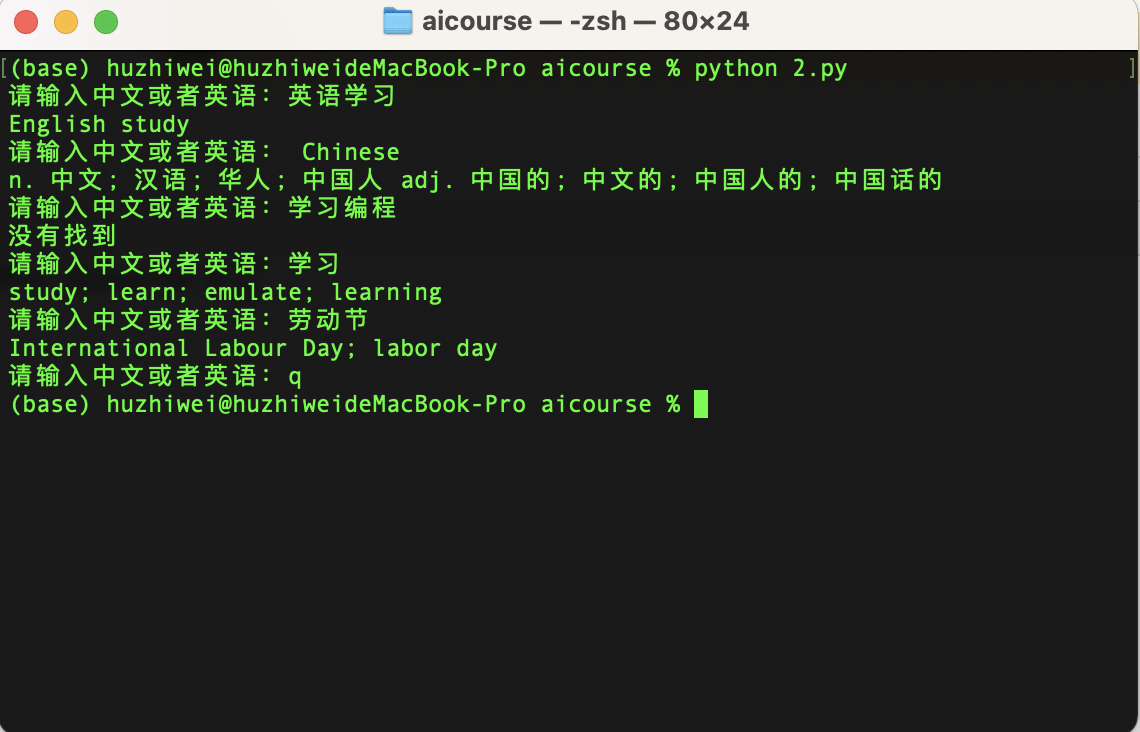 aicourse — -zsh — 80×24
(base) huzhiwei@huzhiweideMacBook-Pro aicourse % python 2.py
请输入中文或者英语：英语学习
English study
请输入中文或者英语： Chinese
n. 中文；汉语；华人；中国人 adj. 中国的；中文的；中国人的；中国话的
请输入中文或者英语：学习编程
没有找到
请输入中文或者英语：学习
study; learn; emulate; learning
请输入中文或者英语：劳动节
International Labour Day; labor day
请输入中文或者英语：q
(base) huzhiwei@huzhiweideMacBook-Pro aicourse %